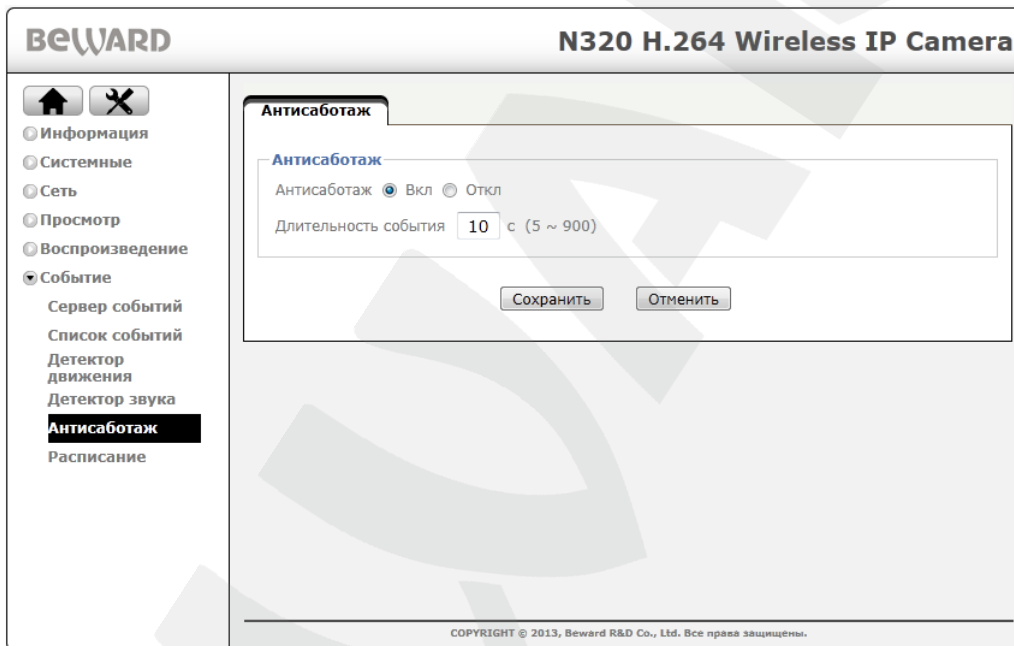 BEWARD
N320 H.264 Wireless IP Camera
Информация
Системные
Сеть
Просмотр
Воспроизведение
Событие
Сервер событий
Список событий
Детектор
движения
Детектор звука
Антисаботаж
Расписание
Антисаботаж
Антисаботаж
Антисаботаж Вкл Откл
Длительность события 10 с (5 ~ 900)
Сохранить Отменить
COPYRIGHT © 2013, Beward R&D Co., Ltd. Все права защищены.